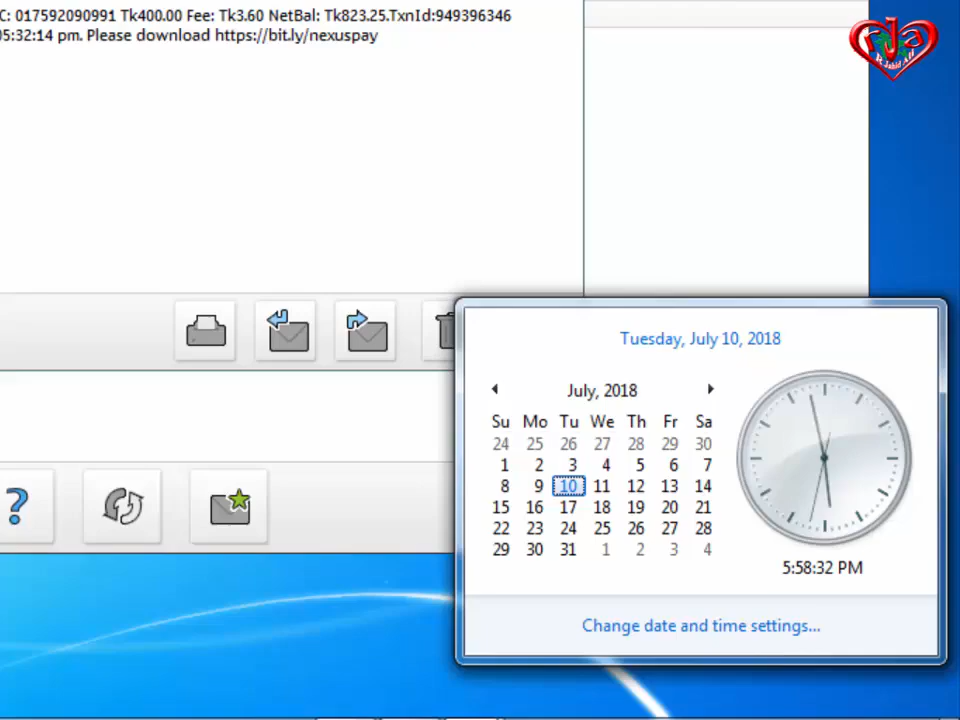 C: 017592090991 Tk400.00 Fee: Tk3.60 NetBal: Tk823.25.TxnId:949396346
05:32:14 pm. Please download https://bit.ly/nexuspay
rja
R Jahid Ali
Tuesday, July 10, 2018
July, 2018
Su Mo Tu We Th Fr Sa
24 25 26 27 28 29 30
1 2 3 4 5 6 7
8 9 10 11 12 13 14
15 16 17 18 19 20 21
22 23 24 25 26 27 28
29 30 31 1 2 3 4
5:58:32 PM
Change date and time settings...
?